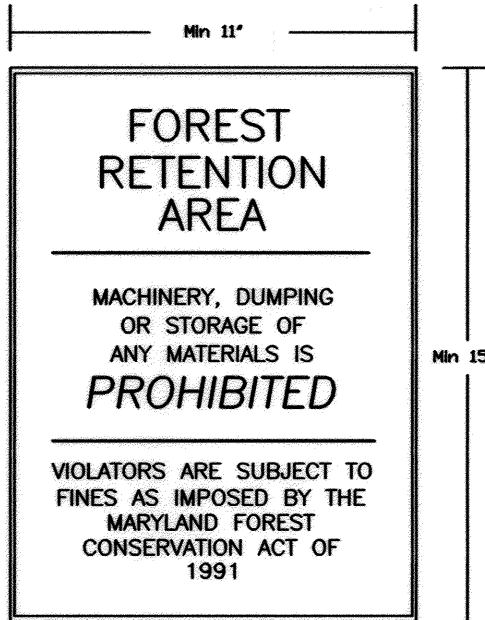 Min 11"
FOREST
RETENTION
AREA
MACHINERY, DUMPING
OR STORAGE OF
ANY MATERIALS IS
PROHIBITED
Min 15
VIOLATORS ARE SUBJECT TO
FINES AS IMPOSED BY THE
MARYLAND FOREST
CONSERVATION ACT OF
1991